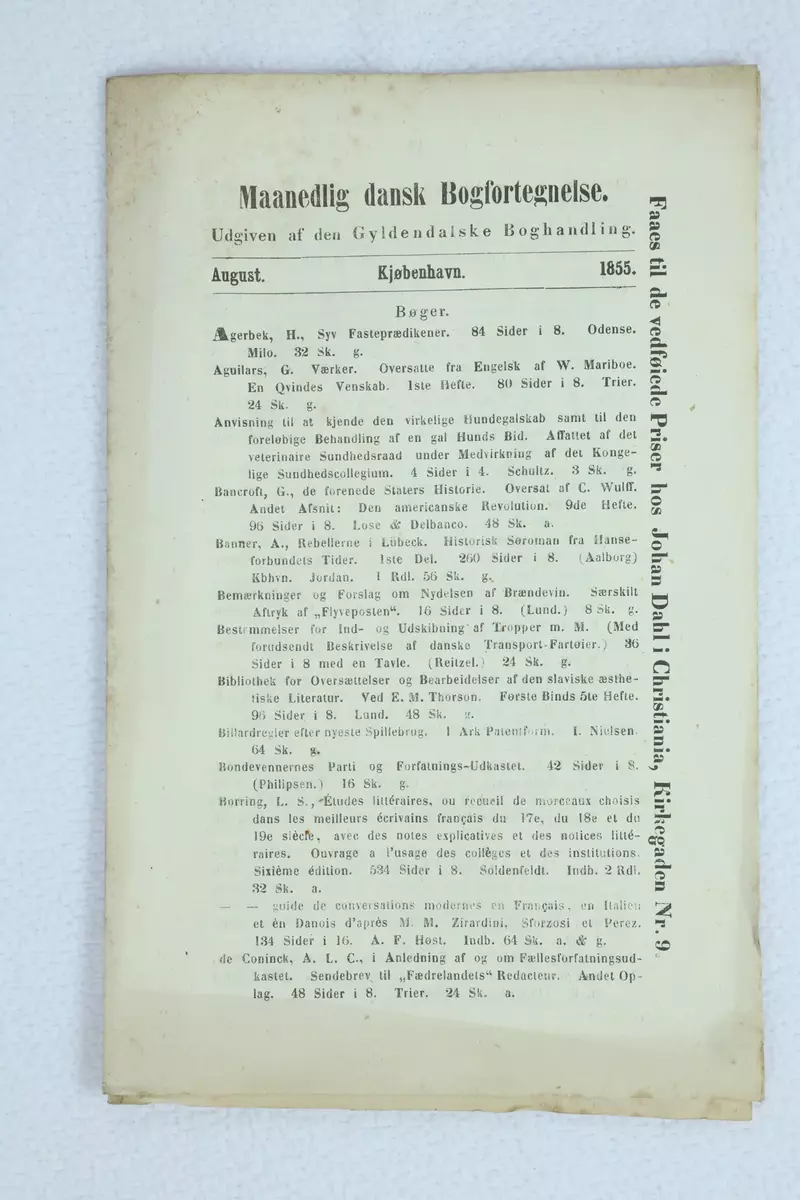 Maanedlig dansk Bogfortegnelse.
Udgiven af den Gyldendalske Boghandling.
August. Kjøbenhavn. 1855.
Bøger.
Agerbek, H., Syv Fasteprædikener. 84 Sider i 8. Odense.
Milo. 32 Sk. g.
Aguilars, G. Værker. Oversatte fra Engelsk af W. Mariboe.
En Qvindes Venskab. 1ste Hefte. 80 Sider i 8. Trier.
24 Sk. g.
Anvisning til at kjende den virkelige Hundegalskab samt til den
foreløbige Behandling af en gal Hunds Bid. Affattet af det
veterinaire Sundhedsraad under Medvirkning af det Konge-
lige Sundhedscollegium. 4 Sider i 4. Schultz. 3 Sk. g.
Bancroft, G., de forenede Staters Historie. Oversat af C. Wulff.
Andet Afsnit: Den americanske Revolution. 9de Hefte.
96 Sider i 8. Lose & Delbanco. 48 Sk. a.
Banner, A., Rebellerne i Lübeck. Historisk Søroman fra Hanse-
forbundets Tider. 1ste Del. 260 Sider i 8. (Aalborg)
Kbhvn. Jordan. 1 Rdl. 56 Sk. g.
Bemærkninger og Forslag om Nydelsen af Brændevin. Særskilt
Aftryk af „Flyveposten“. 16 Sider i 8. (Lund.) 8 Sk. g.
Bestemmelser for Ind- og Udskibning af Tropper m. M. (Med
forudsendt Beskrivelse af danske Transport-Fartøier.) 36
Sider i 8 med en Tavle. (Reitzel.) 24 Sk. g.
Bibliothek for Oversættelser og Bearbeidelser af den slaviske æsthe-
tiske Literatur. Ved E. M. Thorson. Første Binds 5te Hefte.
96 Sider i 8. Lund. 48 Sk. g.
Billardregler efter nyeste Spillebrug. 1 Ark Patentform. I. Nielsen.
64 Sk. g.
Bondevennernes Parti og Forfatnings-Udkastet. 42 Sider i 8.
(Philipsen.) 16 Sk. g.
Borring, L. S., Études littéraires, ou recueil de morceaux choisis
dans les meilleurs écrivains français du 17e, du 18e et du
19e siècle, avec des notes explicatives et des notices litté-
raires. Ouvrage a l'usage des collèges et des institutions.
Sixième édition. 534 Sider i 8. Soldenfeldt. Indb. 2 Rdl.
32 Sk. a.
— — guide de conversations modernes en Français, en Italien
et en Danois d'après M. M. Zirardini, Sforzosi et Perez.
134 Sider i 16. A. F. Høst. Indb. 64 Sk. a. & g.
de Coninck, A. L. C., i Anledning af og om Fællesforfatningsud-
kastet. Sendebrev til „Fædrelandets“ Redacteur. Andet Op-
lag. 48 Sider i 8. Trier. 24 Sk. a.
Faaes til de vedføiede Priser hos Johan Dahl i Christiania, Kirkegaden Nr. 9.